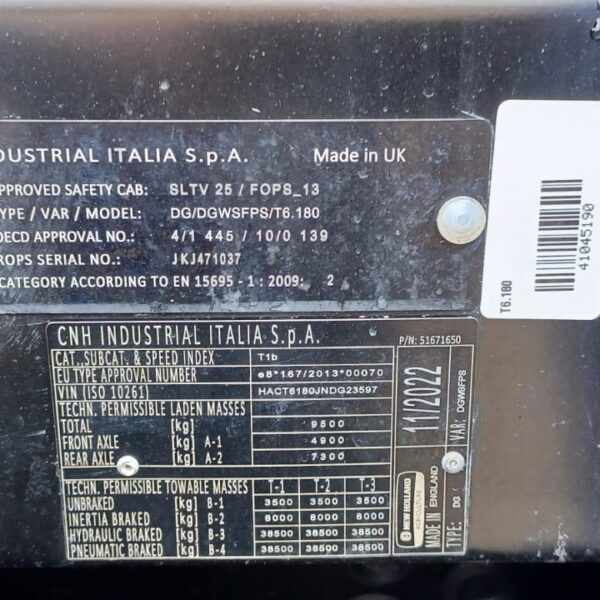 DUSTRIAL ITALIA S.p.A. Made in UK
APPROVED SAFETY CAB: SLTV 25 / FOPS_13
TYPE / VAR / MODEL: DG/DGWSFPS/T6.180
OECD APPROVAL NO.: 4/1 445 / 10/0 139
ROPS SERIAL NO.: JKJ471037
CATEGORY ACCORDING TO EN 15695 - 1 : 2009: 2
T6.180
41045190
CNH INDUSTRIAL ITALIA S.p.A.
P/N: 51671650
CAT.,SUBCAT. & SPEED INDEX T1b
EU TYPE APPROVAL NUMBER e8*167/2013*00070
VIN (ISO 10261) HACT6180JNDG23597
TECHN. PERMISSIBLE LADEN MASSES
TOTAL [kg] 9500
FRONT AXLE [kg] A-1 4900
REAR AXLE [kg] A-2 7300
TECHN. PERMISSIBLE TOWABLE MASSES T-1 T-2 T-3
UNBRAKED [kg] B-1 3500 3500 3500
INERTIA BRAKED [kg] B-2 8000 8000 8000
HYDRAULIC BRAKED [kg] B-3 38500 38500 38500
PNEUMATIC BRAKED [kg] B-4 38500 38500 38500
11/2022
VAR: DGWSFPS
NEW HOLLAND
AGRICULTURE
MADE IN ENGLAND
TYPE: DG